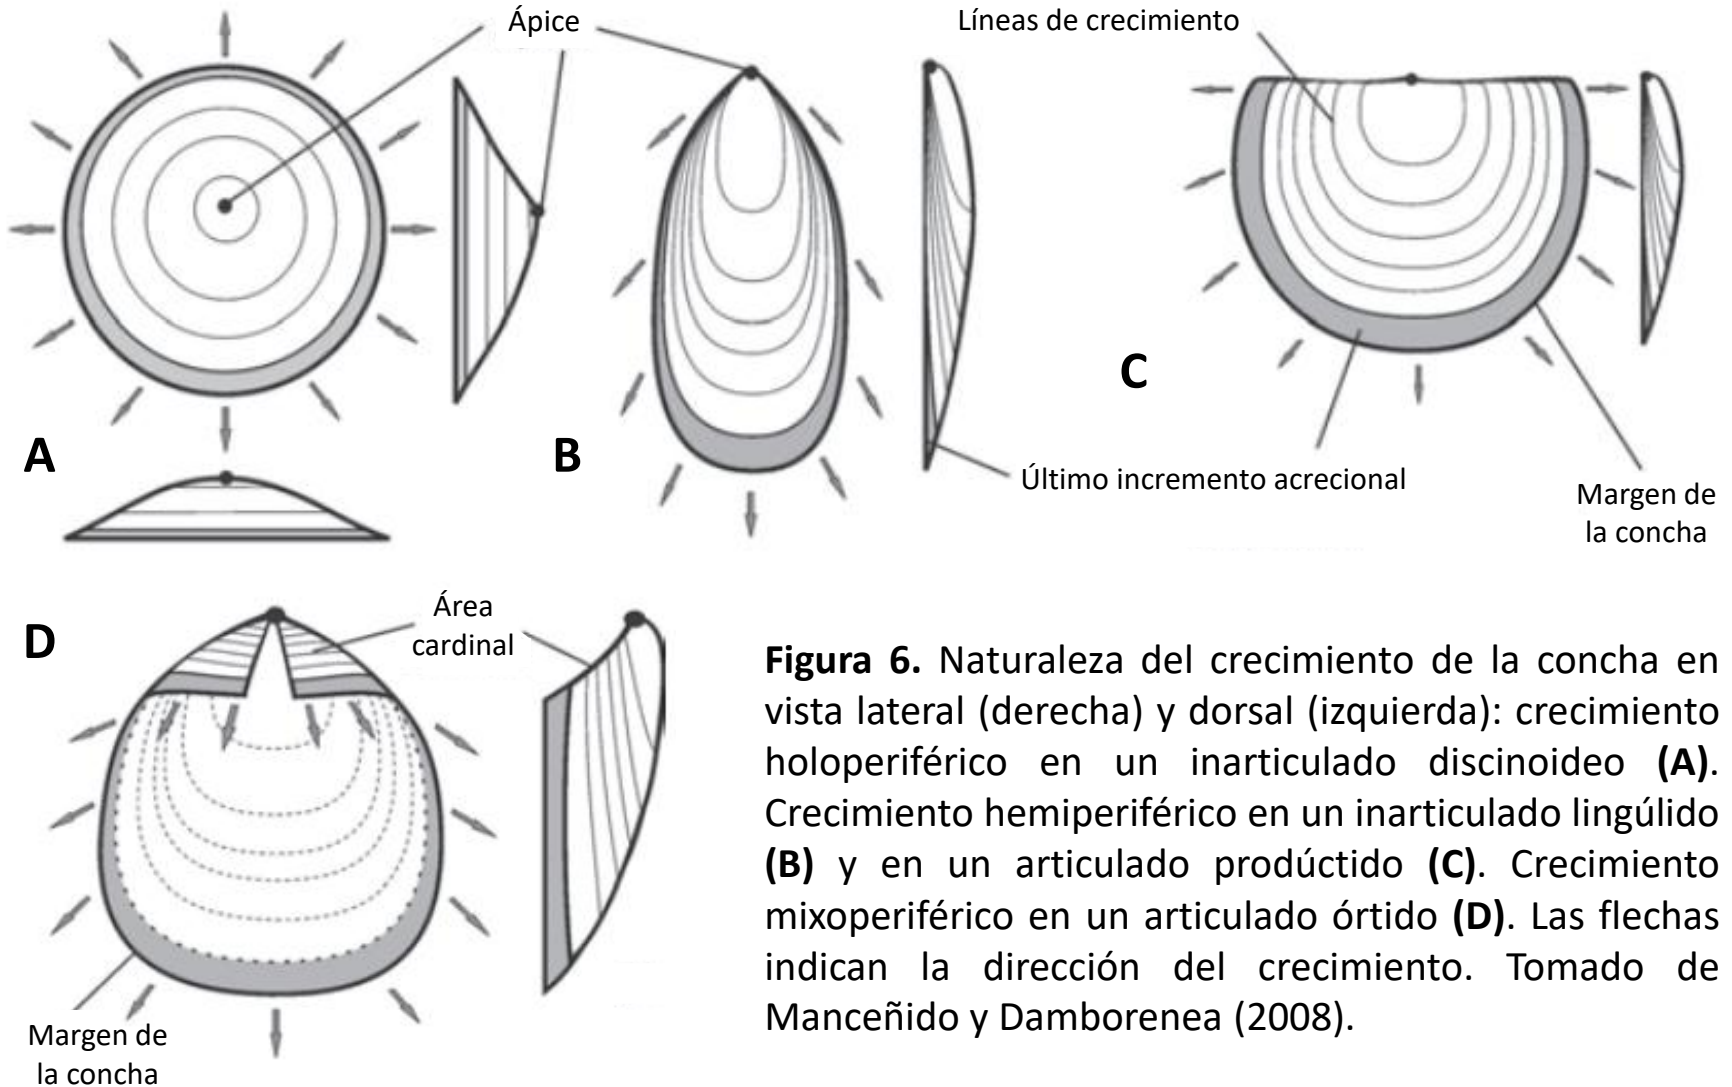 Ápice
Líneas de crecimiento
A
B
C
Último incremento acrecional
Margen de
la concha
D
Área
cardinal
Margen de
la concha
Figura 6. Naturaleza del crecimiento de la concha en
vista lateral (derecha) y dorsal (izquierda): crecimiento
holoperiférico en un inarticulado discinoideo (A).
Crecimiento hemiperiférico en un inarticulado lingúlido
(B) y en un articulado prodúctido (C). Crecimiento
mixoperiférico en un articulado órtido (D). Las flechas
indican la dirección del crecimiento. Tomado de
Manceñido y Damborenea (2008).